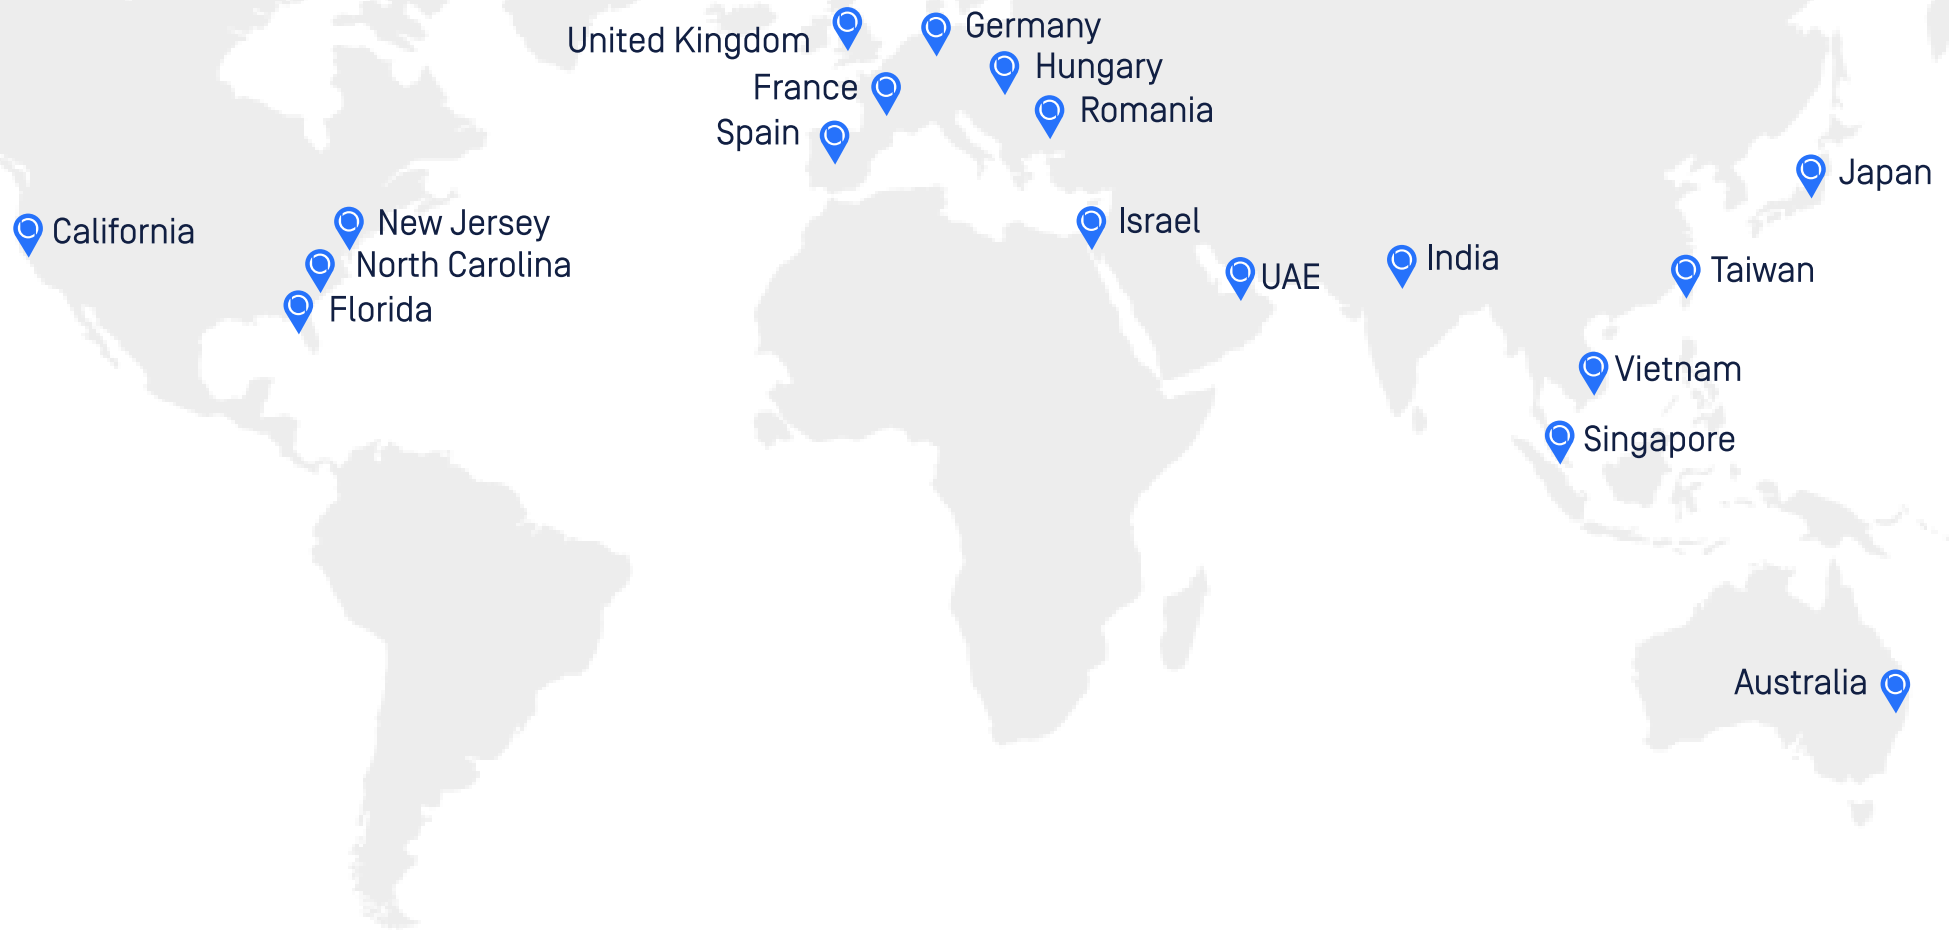 United Kingdom
Germany
Hungary
France
Romania
Spain
Japan
California
New Jersey
Israel
North Carolina
India
UAE
Taiwan
Florida
Vietnam
Singapore
Australia